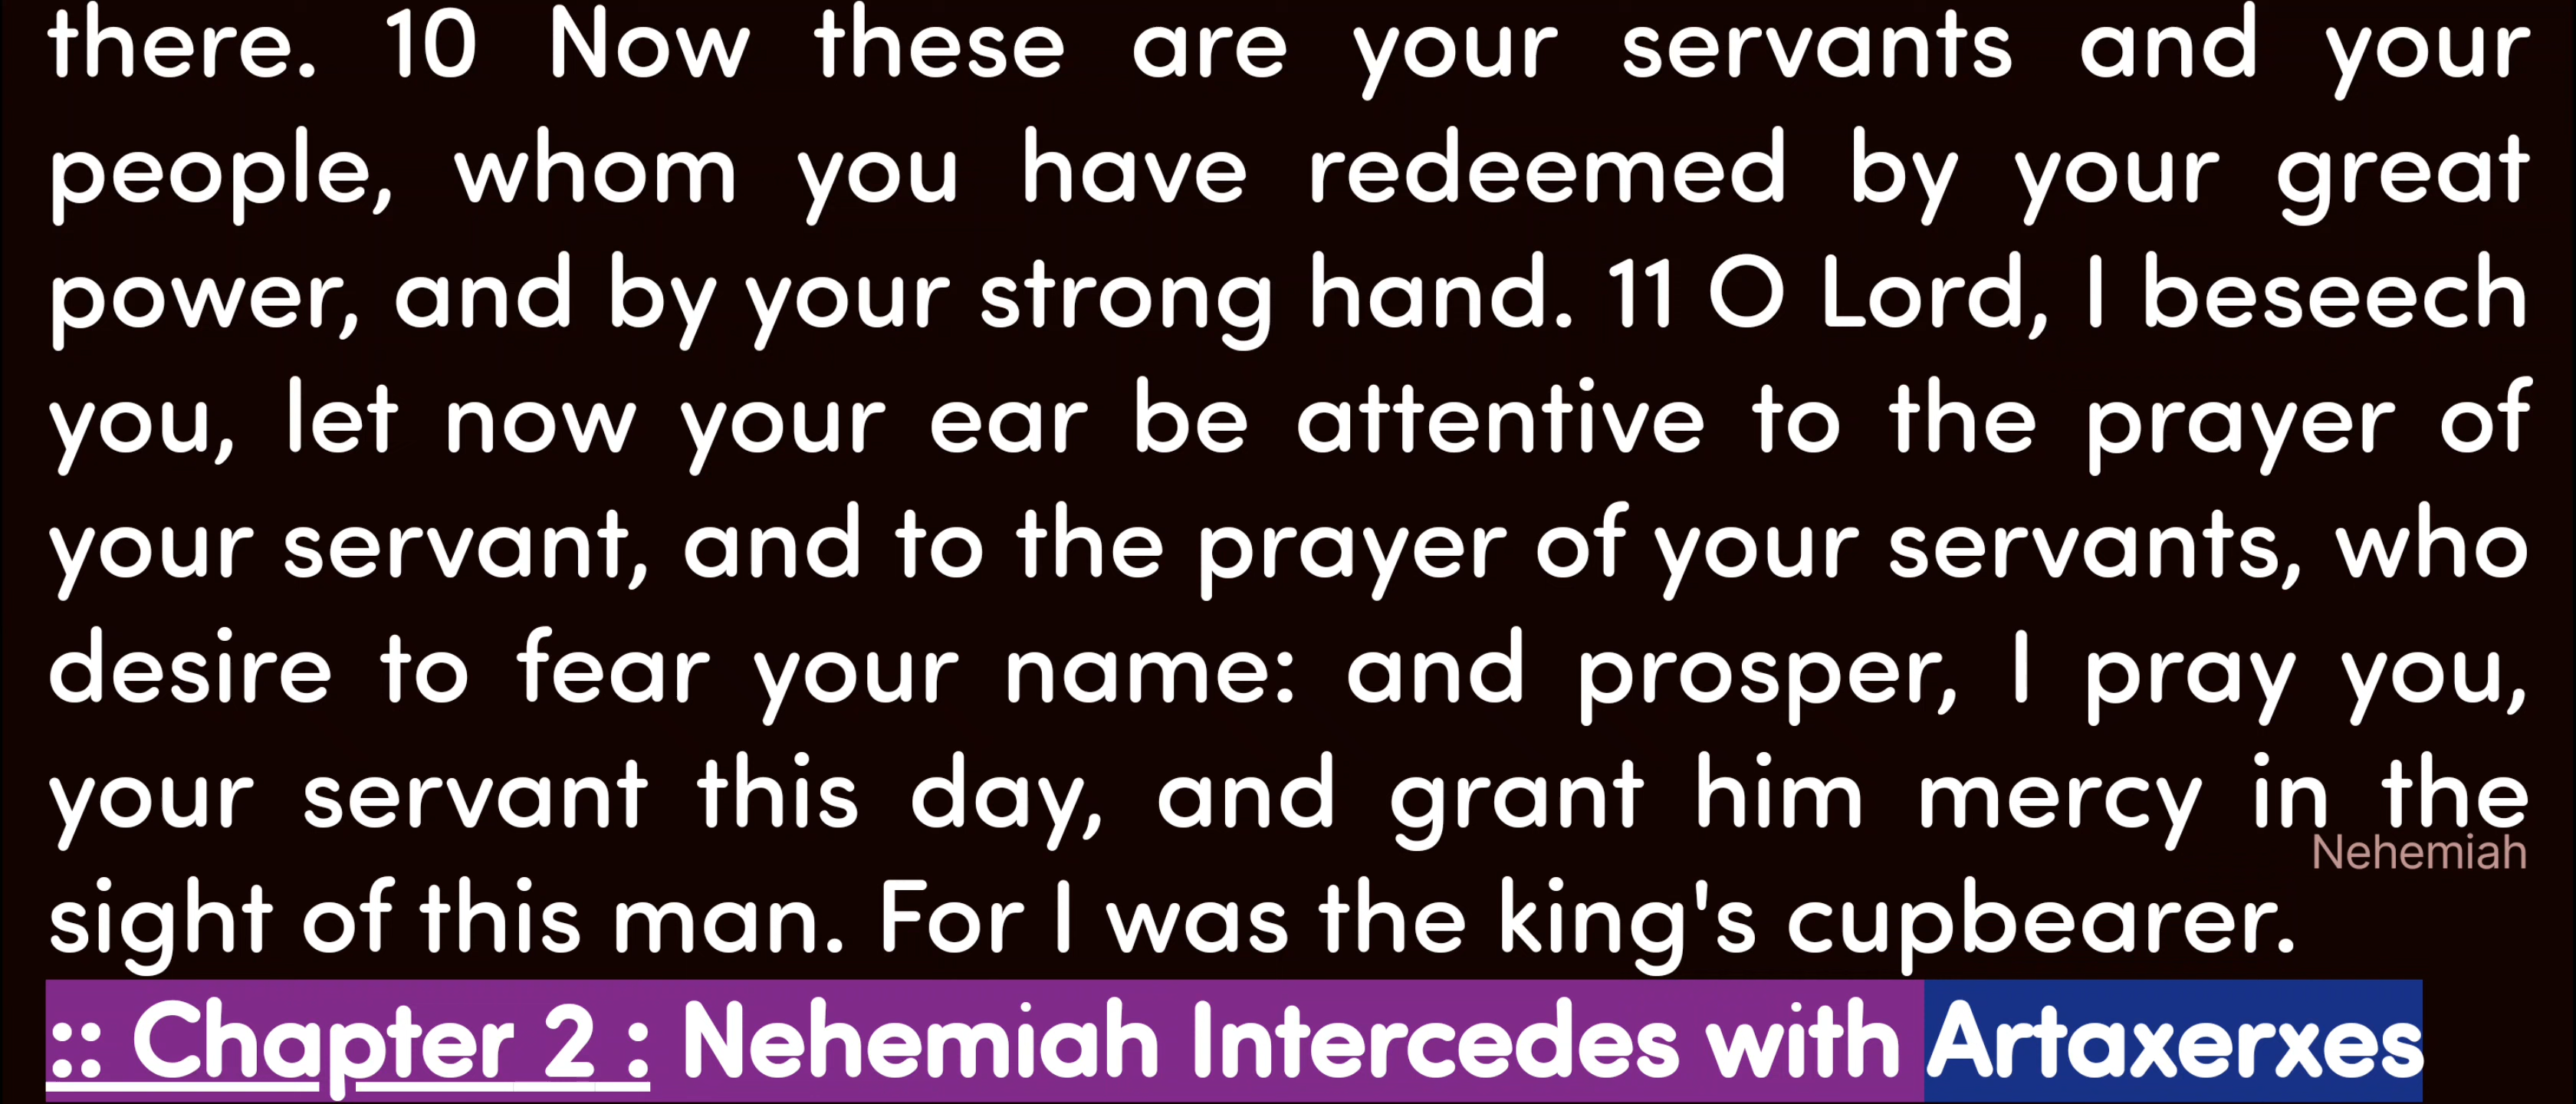 there. 10 Now these are your servants and your
people, whom you have redeemed by your great
power, and by your strong hand. 11 O Lord, I beseech
you, let now your ear be attentive to the prayer of
your servant, and to the prayer of your servants, who
desire to fear your name: and prosper, I pray you,
your servant this day, and grant him mercy in the
Nehemiah
sight of this man. For I was the king's cupbearer.
:: Chapter 2 : Nehemiah Intercedes with Artaxerxes